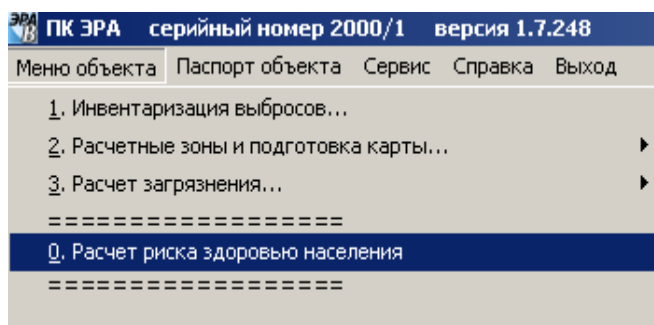 ЭРА В ПК ЭРА серийный номер 2000/1 версия 1.7.248
Меню объекта Паспорт объекта Сервис Справка Выход
1. Инвентаризация выбросов...
2. Расчетные зоны и подготовка карты...
3. Расчет загрязнения...
===================
0. Расчет риска здоровью населения
===================